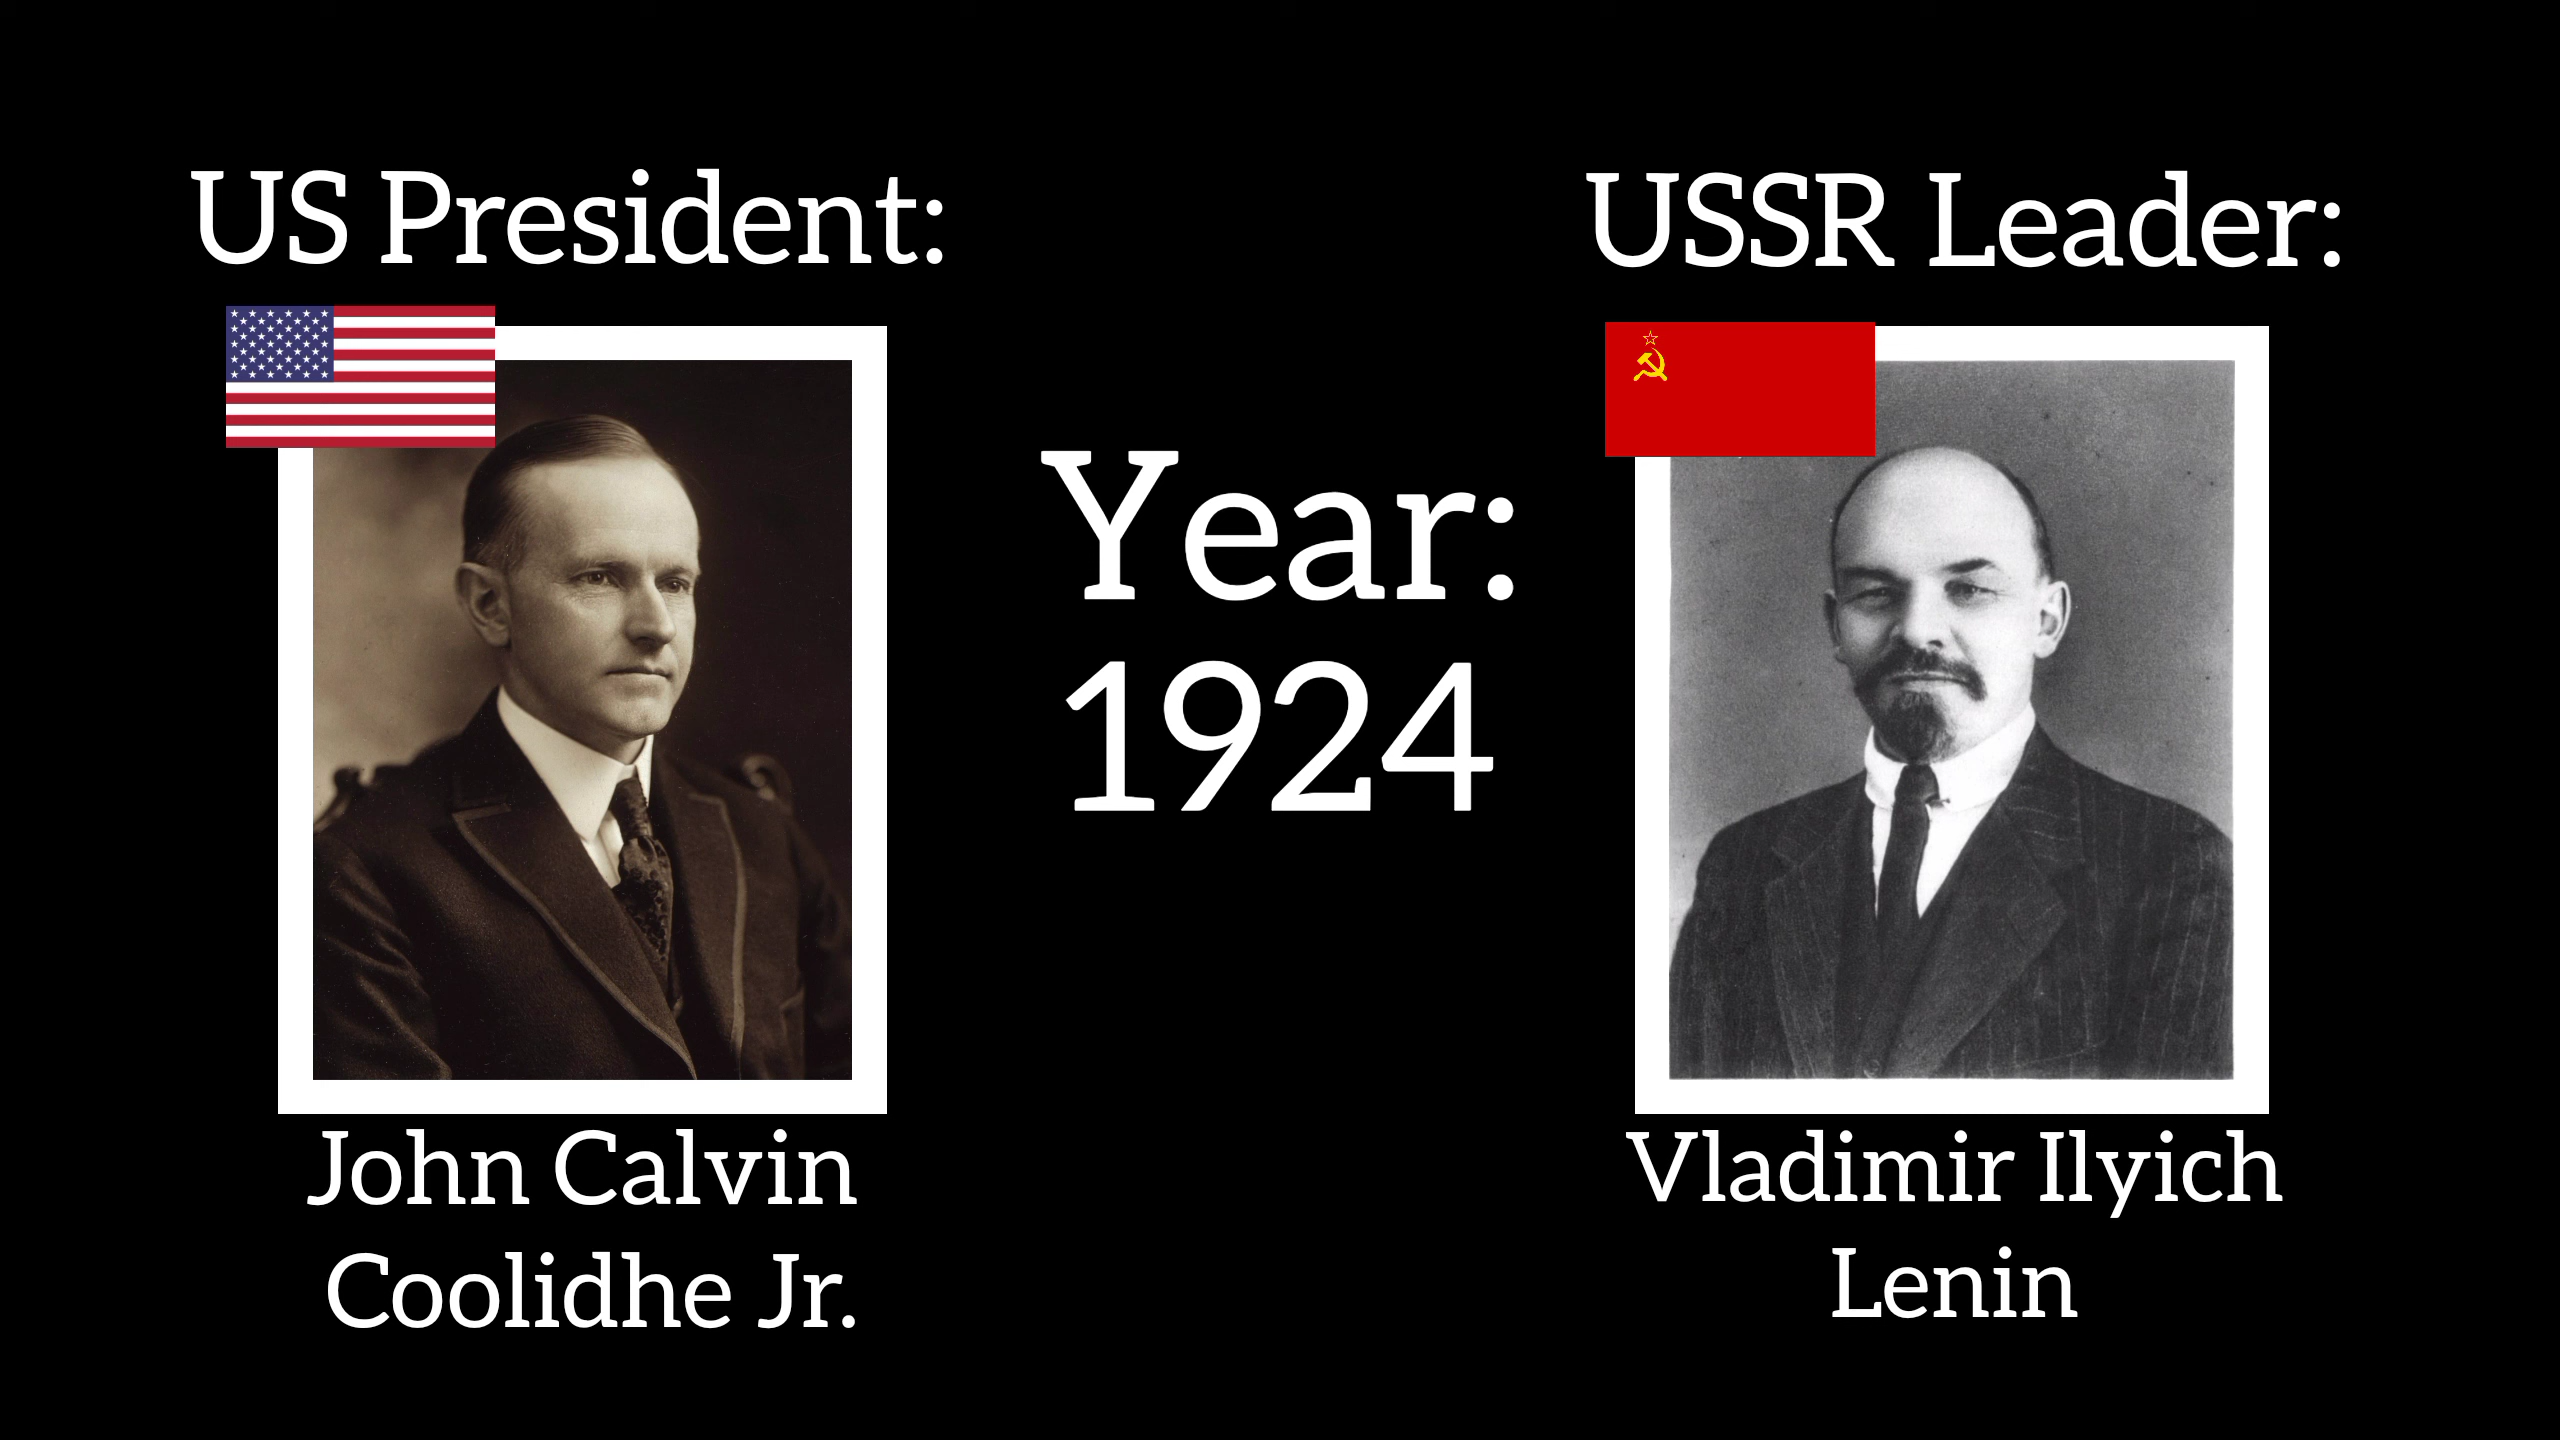 US President:
USSR Leader:
Year:
1924
John Calvin
Coolidhe Jr.
Vladimir Ilyich
Lenin